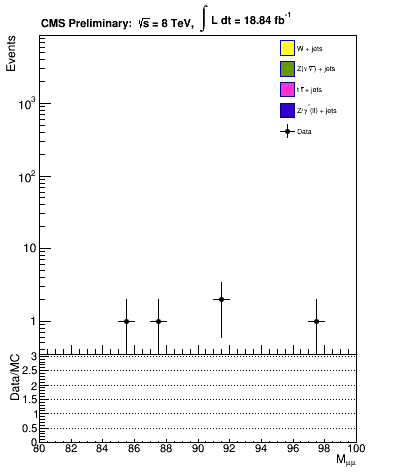 CMS Preliminary: √s = 8 TeV, ∫ L dt = 18.84 fb⁻¹
Events
W + jets
Z(ν ν̅) + jets
t t̅ + jets
Z/γ*(ll) + jets
Data
10³
10²
10
1
Data/MC
3
2.5
2
1.5
1
0.5
0
80 82 84 86 88 90 92 94 96 98 100
Mμμ